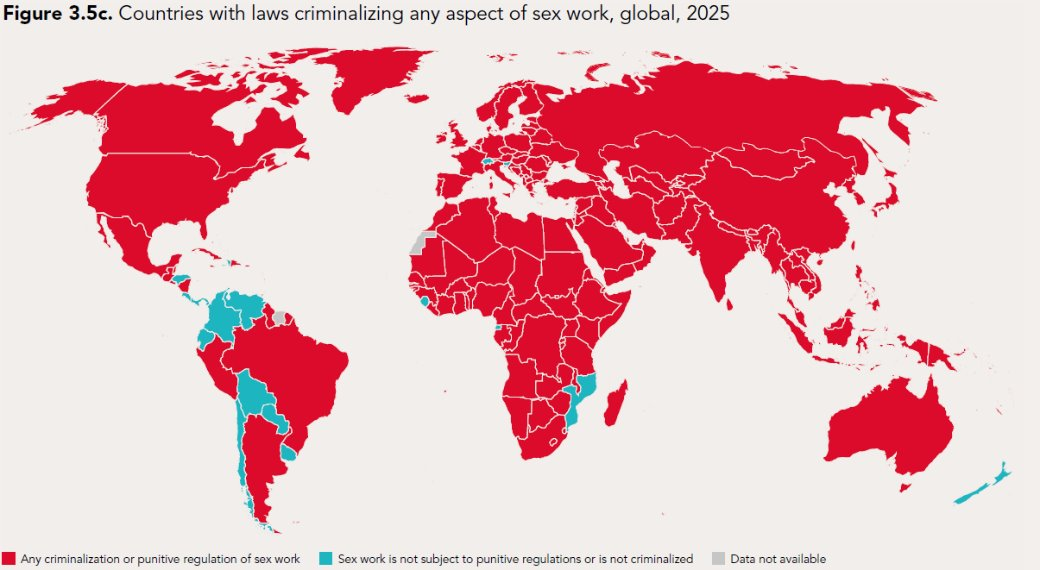 Figure 3.5c. Countries with laws criminalizing any aspect of sex work, global, 2025
Any criminalization or punitive regulation of sex work Sex work is not subject to punitive regulations or is not criminalized Data not available